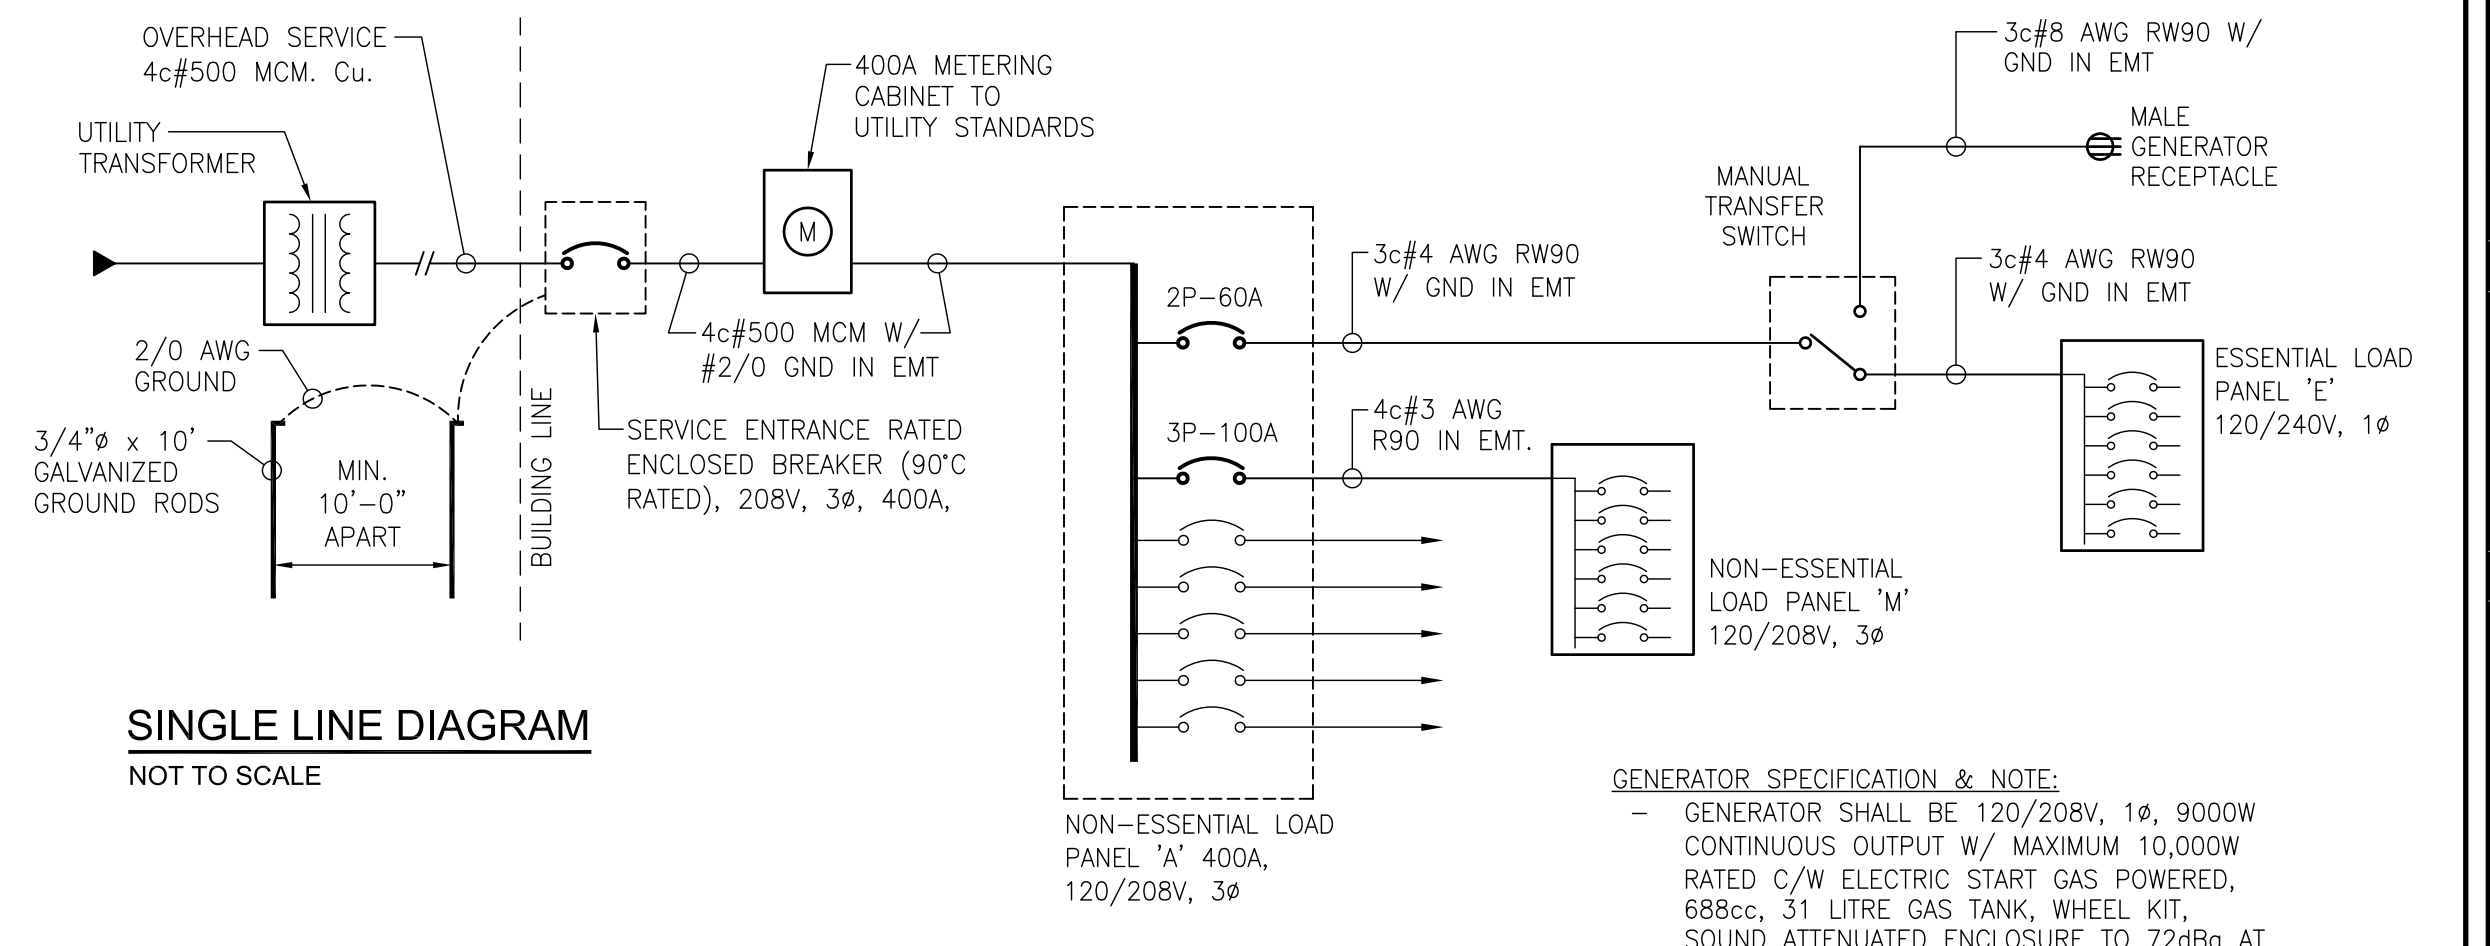 OVERHEAD SERVICE
4c#500 MCM. Cu.
UTILITY
TRANSFORMER
400A METERING
CABINET TO
UTILITY STANDARDS
M
3c#8 AWG RW90 W/
GND IN EMT
MALE
GENERATOR
RECEPTACLE
MANUAL
TRANSFER
SWITCH
2/0 AWG
GROUND
3/4"ø x 10'
GALVANIZED
GROUND RODS
MIN.
10'-0"
APART
BUILDING LINE
4c#500 MCM W/
#2/0 GND IN EMT
SERVICE ENTRANCE RATED
ENCLOSED BREAKER (90°C
RATED), 208V, 3ø, 400A,
2P-60A
3c#4 AWG RW90
W/ GND IN EMT
3P-100A
4c#3 AWG
R90 IN EMT.
3c#4 AWG RW90
W/ GND IN EMT
ESSENTIAL LOAD
PANEL 'E'
120/240V, 1ø
NON-ESSENTIAL
LOAD PANEL 'M'
120/208V, 3ø
NON-ESSENTIAL LOAD
PANEL 'A' 400A,
120/208V, 3ø
SINGLE LINE DIAGRAM
NOT TO SCALE
GENERATOR SPECIFICATION & NOTE:
- GENERATOR SHALL BE 120/208V, 1ø, 9000W
CONTINUOUS OUTPUT W/ MAXIMUM 10,000W
RATED C/W ELECTRIC START GAS POWERED,
688cc, 31 LITRE GAS TANK, WHEEL KIT,
SOUND ATTENUATED ENCLOSURE TO 72dBa AT